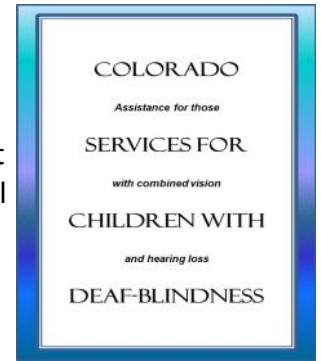 COLORADO
Assistance for those
SERVICES FOR
with combined vision
CHILDREN WITH
and hearing loss
DEAF-BLINDNESS